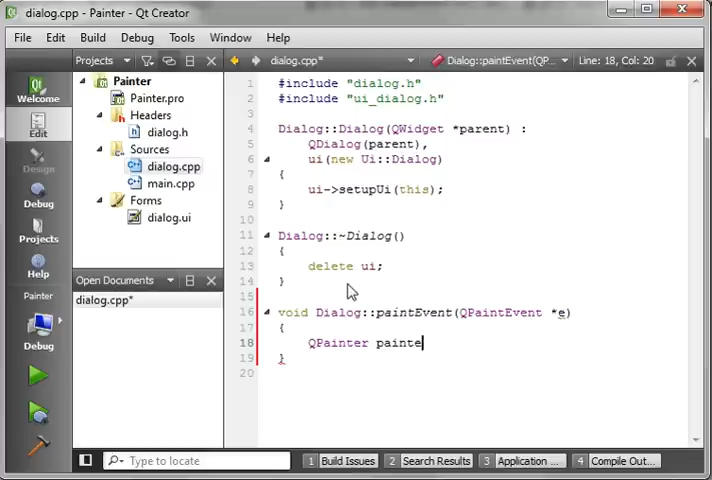 dialog.cpp - Painter - Qt Creator
File Edit Build Debug Tools Window Help
Projects dialog.cpp* Dialog::paintEvent(QP... Line: 18, Col: 20
Welcome
Edit
Design
Debug
Projects
Help
Painter
Debug
Painter
Painter.pro
Headers
dialog.h
Sources
dialog.cpp
main.cpp
Forms
dialog.ui
Open Documents
dialog.cpp*
1 #include "dialog.h"
2 #include "ui_dialog.h"
3
4 Dialog::Dialog(QWidget *parent) :
5 QDialog(parent),
6 ui(new Ui::Dialog)
7 {
8 ui->setupUi(this);
9 }
10
11 Dialog::~Dialog()
12 {
13 delete ui;
14 }
15
16 void Dialog::paintEvent(QPaintEvent *e)
17 {
18 QPainter painte
19 }
20
Type to locate 1 Build Issues 2 Search Results 3 Application ... 4 Compile Out...